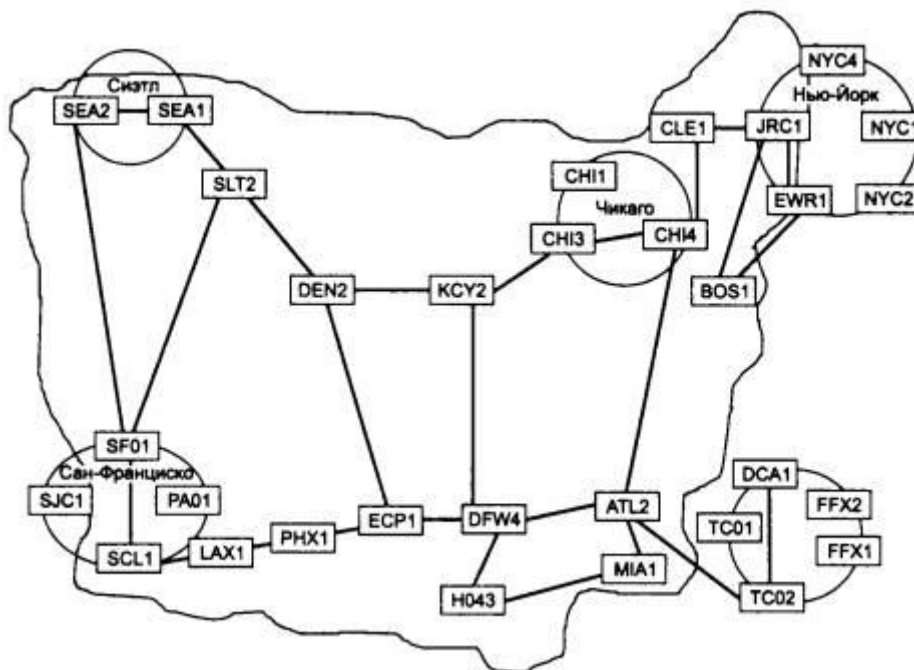 NYC4
Сиэтл
Нью-Йорк
SEA2
SEA1
CLE1
JRC1
NYC1
SLT2
CHI1
EWR1
NYC2
Чикаго
CHI3
CHI4
DEN2
KCY2
BOS1
SF01
Сан-Франциско
SJC1
PA01
DCA1
FFX2
ECP1
DFW4
ATL2
TC01
PHX1
LAX1
SCL1
FFX1
MIA1
H043
TC02